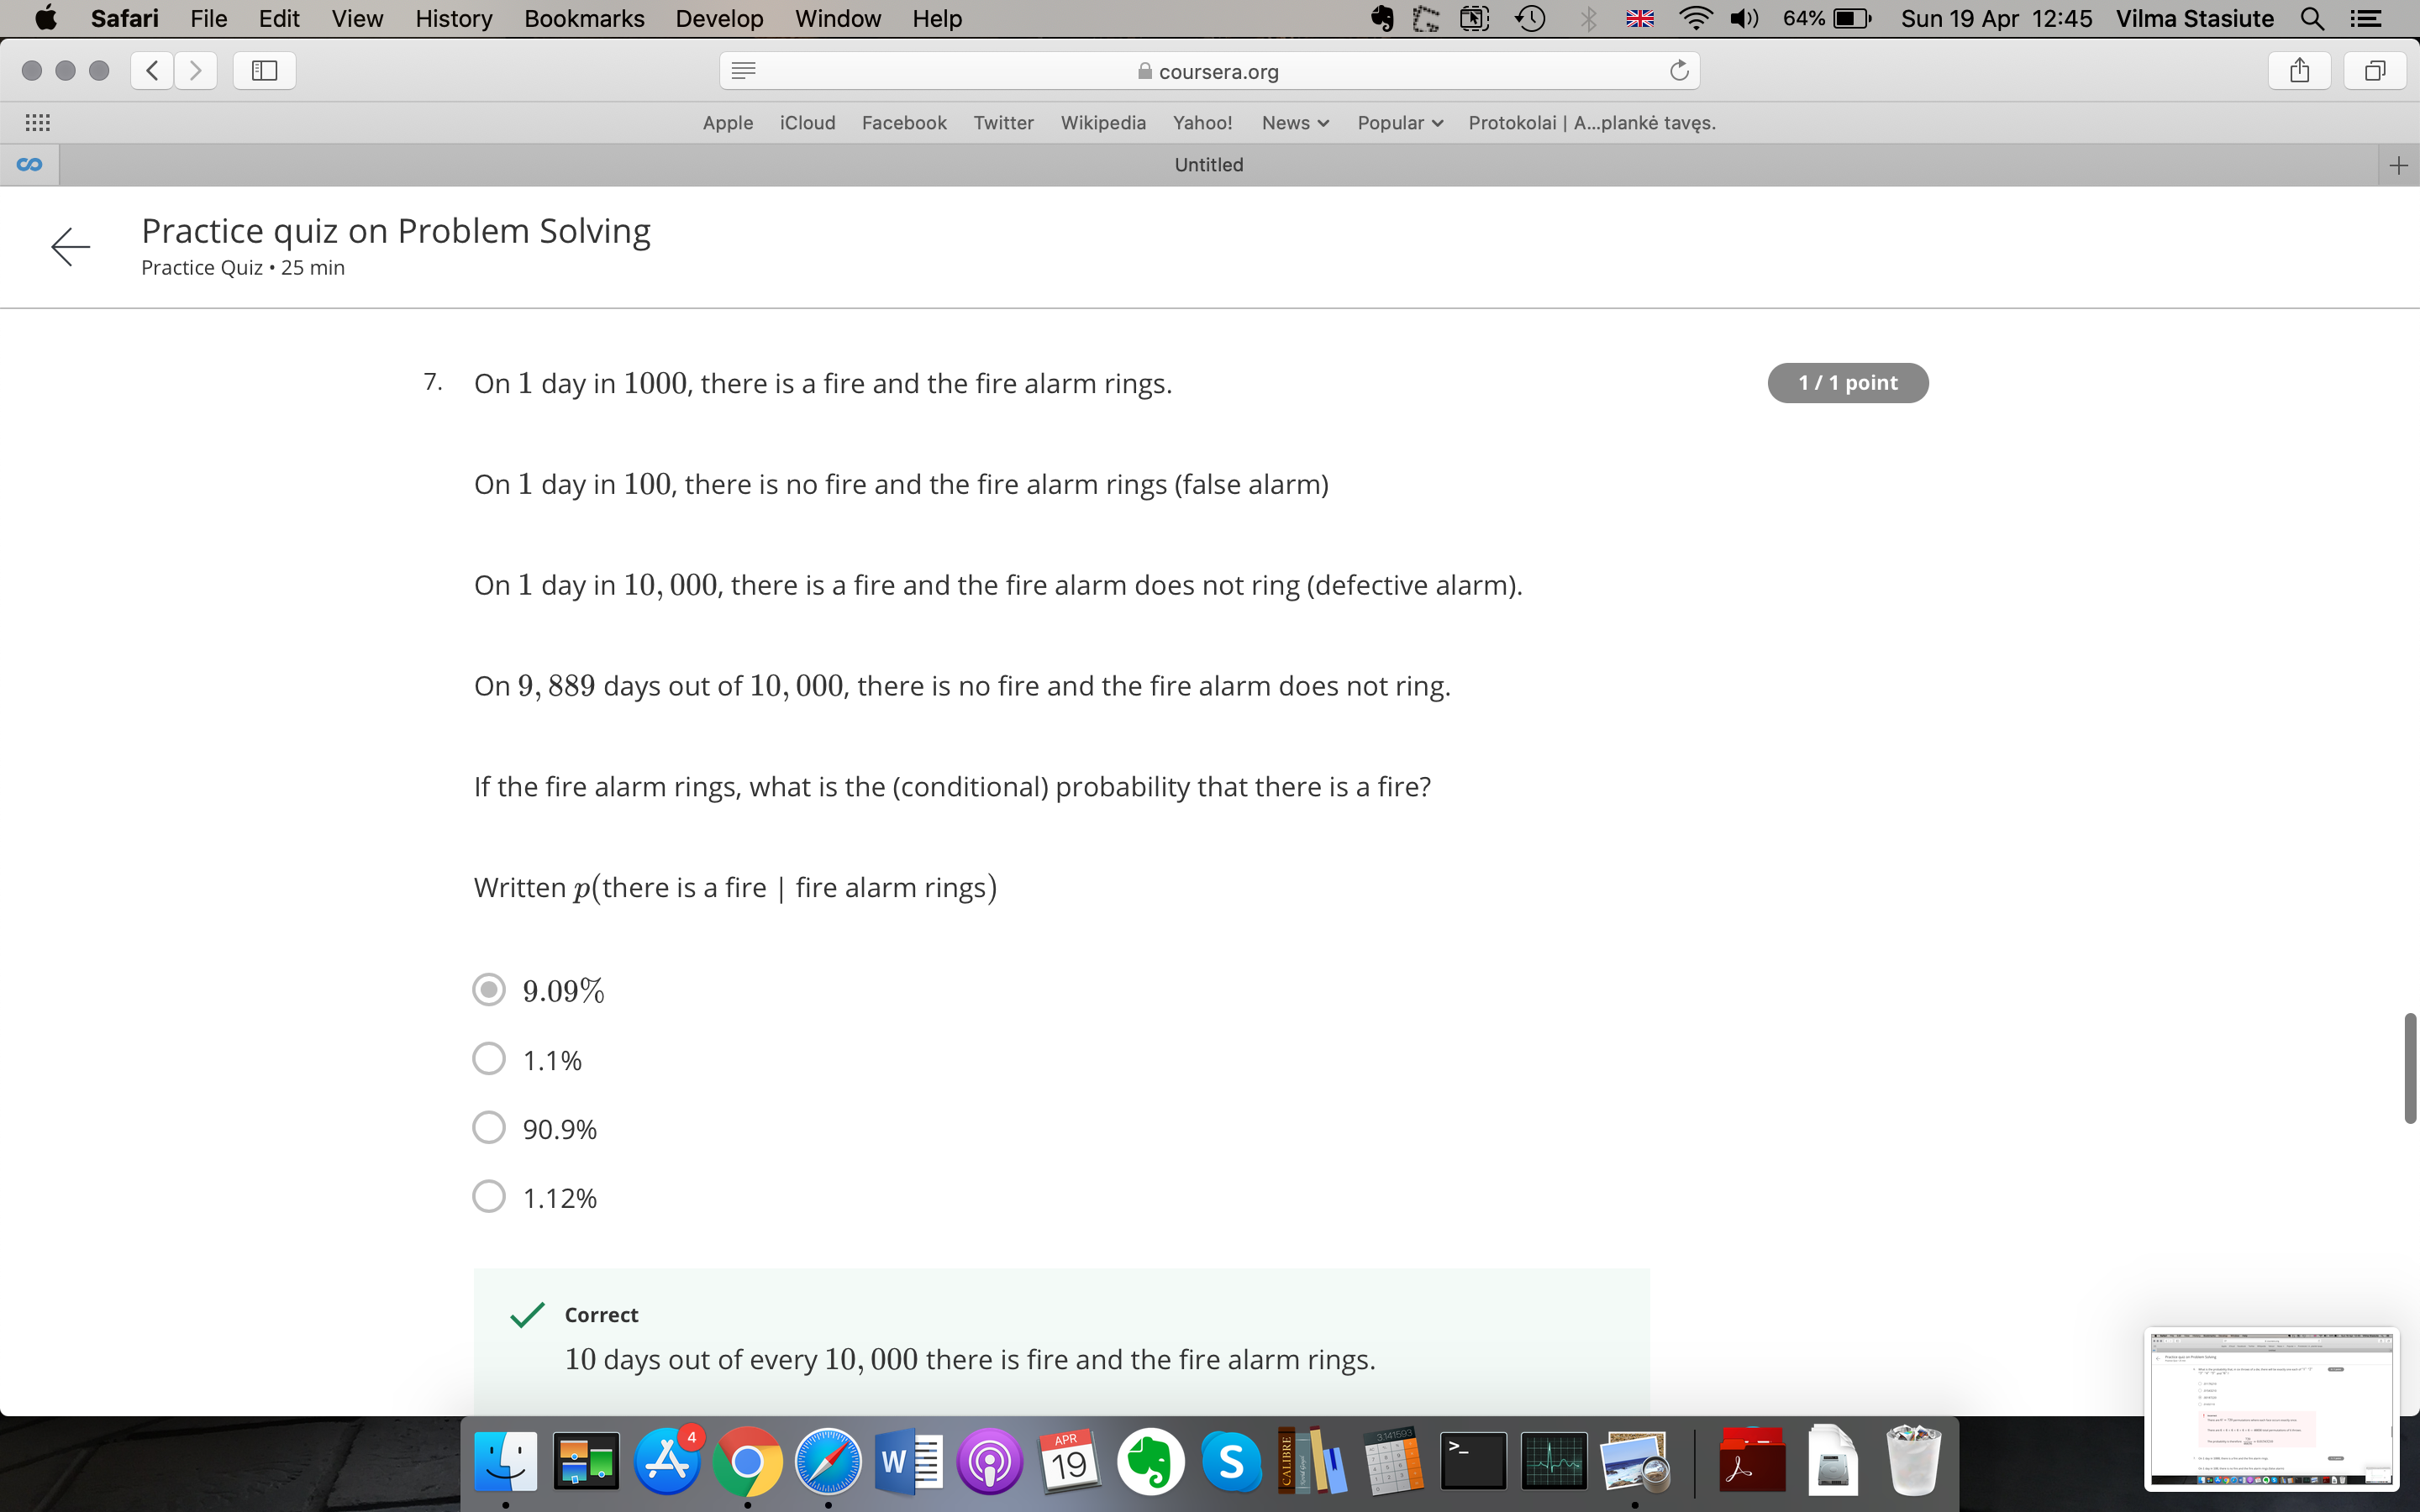 Safari File Edit View History Bookmarks Develop Window Help 64% Sun 19 Apr 12:45 Vilma Stasiute
coursera.org
Apple iCloud Facebook Twitter Wikipedia Yahoo! News Popular Protokolai | A...plankė tavęs.
Untitled
Practice quiz on Problem Solving
Practice Quiz • 25 min
7. On 1 day in 1000, there is a fire and the fire alarm rings.
1 / 1 point
On 1 day in 100, there is no fire and the fire alarm rings (false alarm)
On 1 day in 10, 000, there is a fire and the fire alarm does not ring (defective alarm).
On 9, 889 days out of 10, 000, there is no fire and the fire alarm does not ring.
If the fire alarm rings, what is the (conditional) probability that there is a fire?
Written p(there is a fire | fire alarm rings)
9.09%
1.1%
90.9%
1.12%
Correct
10 days out of every 10, 000 there is fire and the fire alarm rings.
4
W
APR
19
S
CALIBRE
3.141593
>_